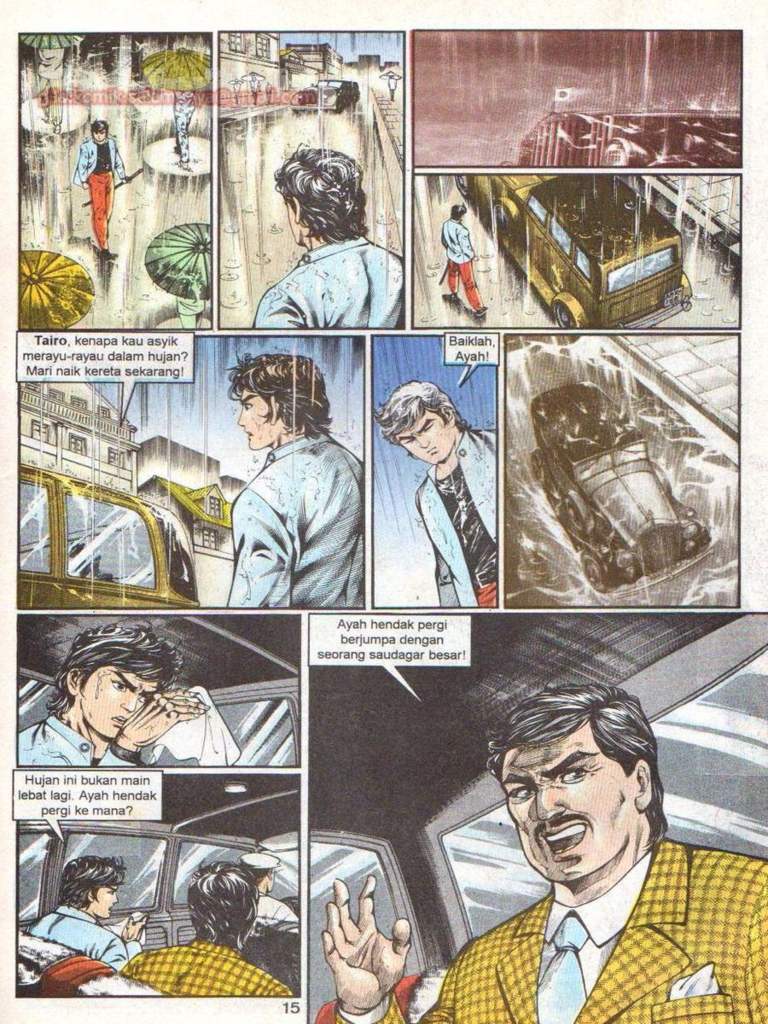 Tairo, kenapa kau asyik
merayu-rayau dalam hujan?
Mari naik kereta sekarang!
Baiklah,
Ayah!
Hujan ini bukan main
lebat lagi. Ayah hendak
pergi ke mana?
Ayah hendak pergi
berjumpa dengan
seorang saudagar besar!
15